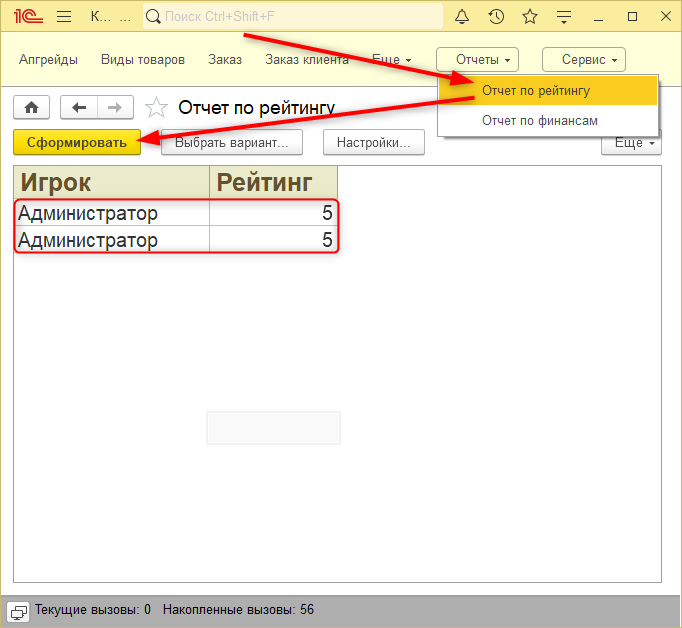 1С К... ... Поиск Ctrl+Shift+F
Апгрейды Виды товаров Заказ Заказ клиента Еще Отчеты Сервис
Отчет по рейтингу
Отчет по финансам
Отчет по рейтингу
Сформировать Выбрать вариант... Настройки... Еще
Игрок Рейтинг
Администратор 5
Администратор 5
Текущие вызовы: 0 Накопленные вызовы: 56